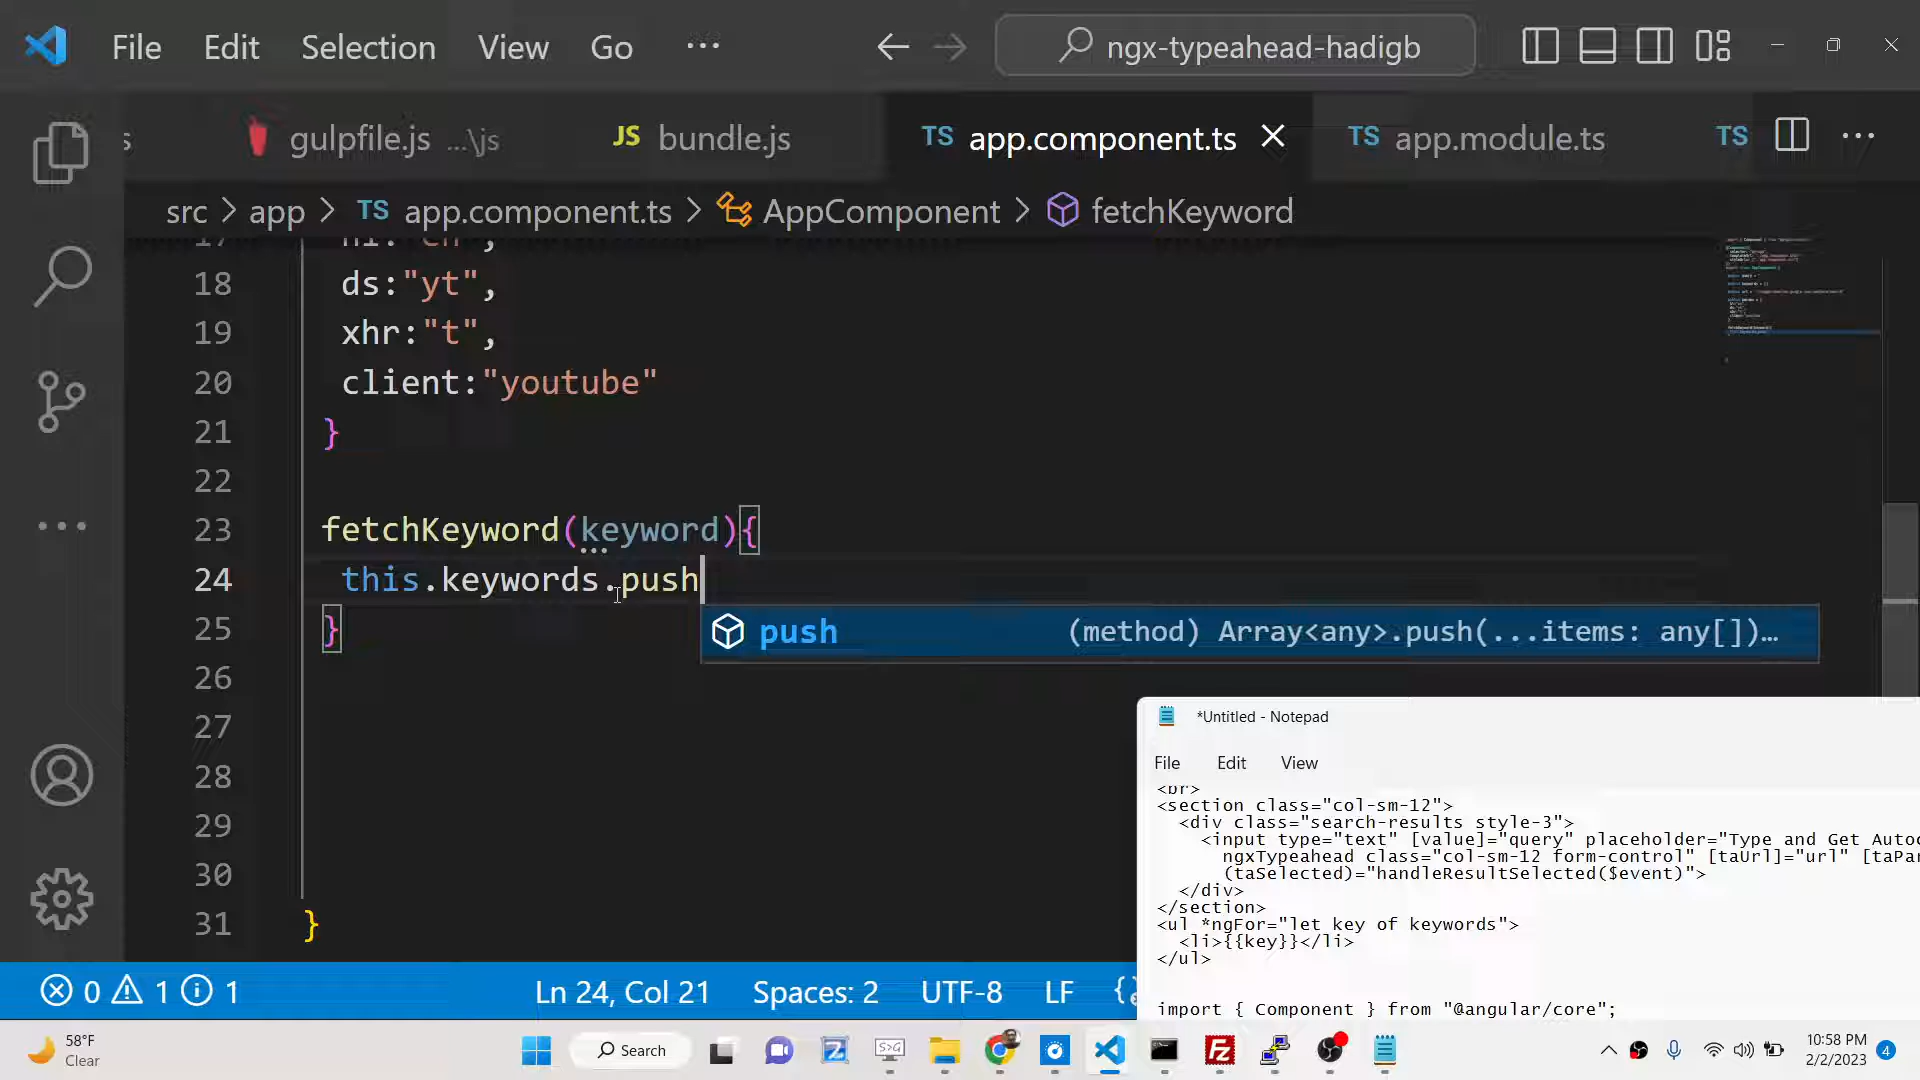 File Edit Selection View Go ... ngx-typeahead-hadigb
s gulpfile.js ...\js JS bundle.js TS app.component.ts TS app.module.ts TS ...
src > app > TS app.component.ts > AppComponent > fetchKeyword
18 ds:"yt",
19 xhr:"t",
20 client:"youtube"
21 }
22
23 fetchKeyword(keyword){
24 this.keywords.push
25 }
push (method) Array<any>.push(...items: any[])...
26
27
28
29
30
31 }
*Untitled - Notepad
File Edit View
<br>
<section class="col-sm-12">
<div class="search-results style-3">
<input type="text" [value]="query" placeholder="Type and Get Autoc
ngxTypeahead class="col-sm-12 form-control" [taUrl]="url" [taPar
(taSelected)="handleResultSelected($event)">
</div>
</section>
<ul *ngFor="let key of keywords">
<li>{{key}}</li>
</ul>
import { Component } from "@angular/core";
0 1 1 Ln 24, Col 21 Spaces: 2 UTF-8 LF {
58°F
Clear
Search
S>G
Fz
10:58 PM
2/2/2023
4